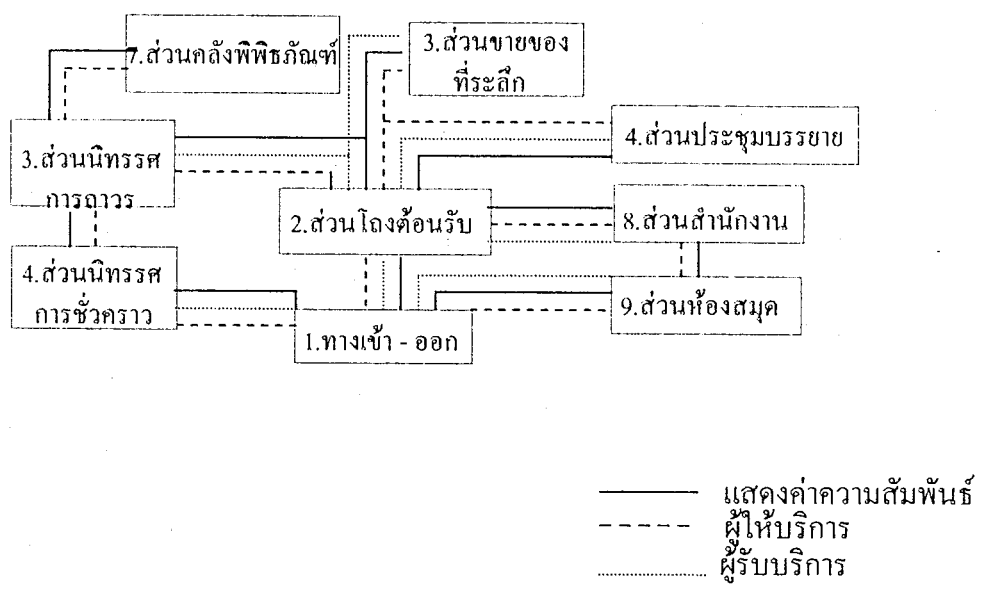 7.ส่วนคลังพิพิธภัณฑ์
3.ส่วนขายของ
ที่ระลึก
3.ส่วนนิทรรศ
การถาวร
4.ส่วนประชุมบรรยาย
2.ส่วนโถงต้อนรับ
8.ส่วนสำนักงาน
4.ส่วนนิทรรศ
การชั่วคราว
9.ส่วนห้องสมุด
1.ทางเข้า - ออก
แสดงค่าความสัมพันธ์
ผู้ให้บริการ
ผู้รับบริการ